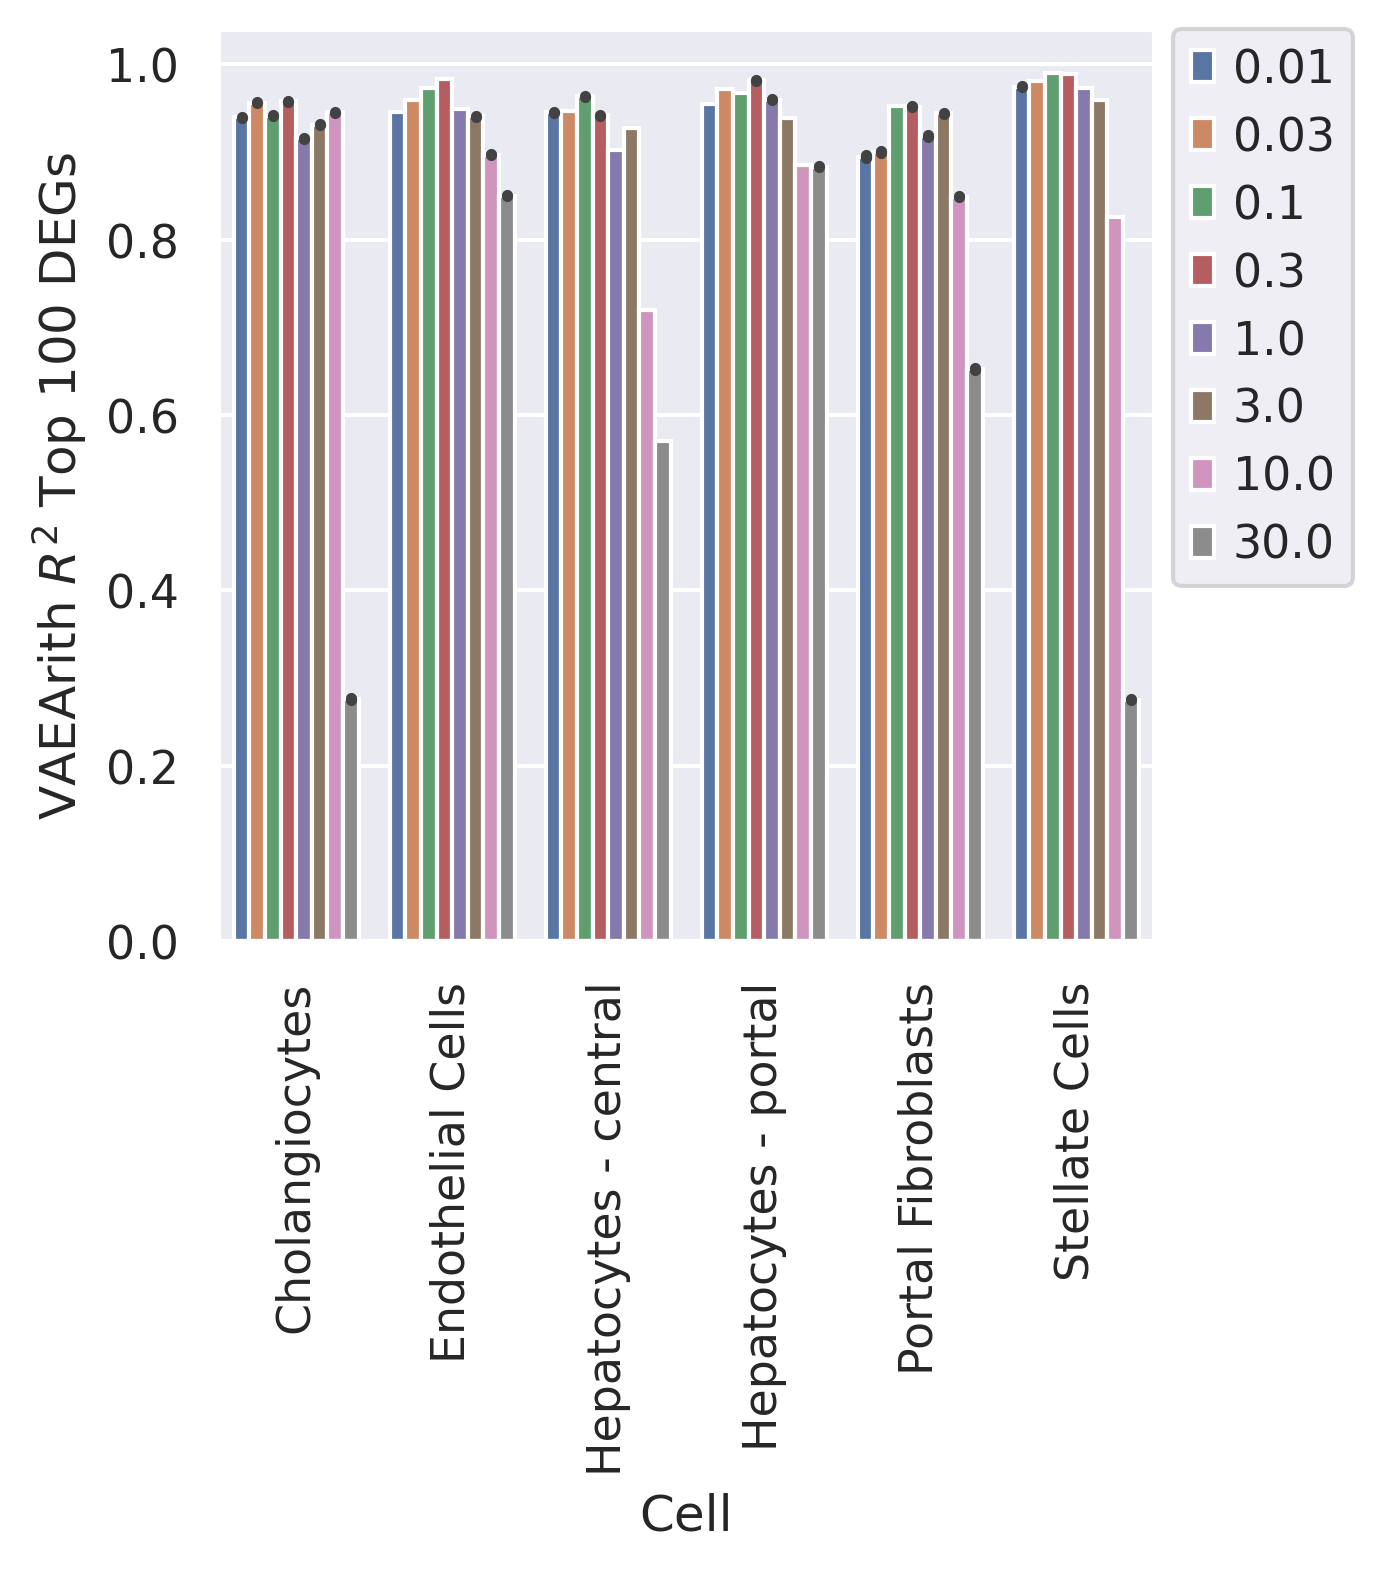 1.0
0.8
0.6
0.4
0.2
0.0
VAEArith R² Top 100 DEGs
0.01
0.03
0.1
0.3
1.0
3.0
10.0
30.0
Cholangiocytes
Endothelial Cells
Hepatocytes - central
Hepatocytes - portal
Portal Fibroblasts
Stellate Cells
Cell